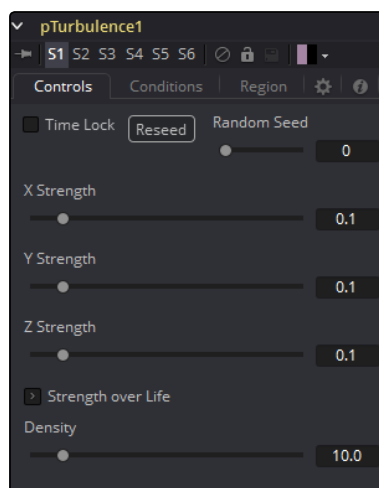 pTurbulence1
S1 S2 S3 S4 S5 S6
Controls Conditions Region
Time Lock Reseed Random Seed
0
X Strength
0.1
Y Strength
0.1
Z Strength
0.1
Strength over Life
Density
10.0